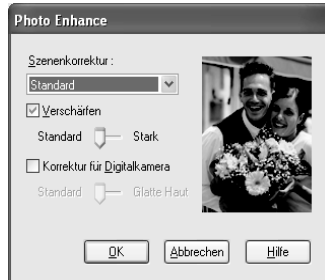 Photo Enhance
Szenenkorrektur :
Standard
Verschärfen
Standard Stark
Korrektur für Digitalkamera
Standard Glatte Haut
OK Abbrechen Hilfe